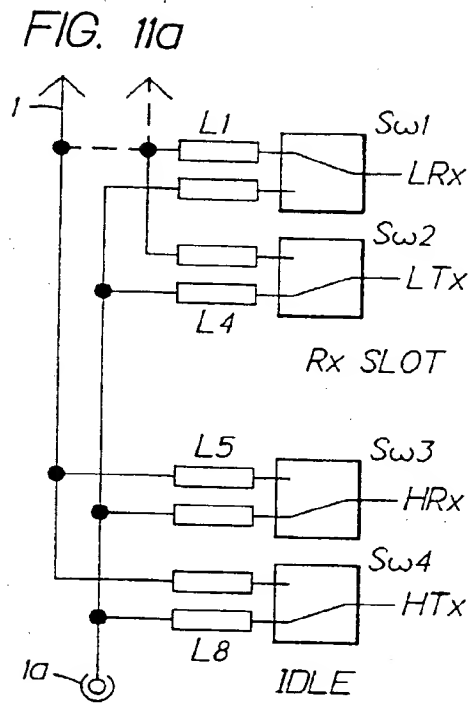 FIG. 11a
1
L1
Sw1
LRx
Sw2
LTx
L4
Rx SLOT
L5
Sw3
HRx
Sw4
HTx
L8
1a
IDLE